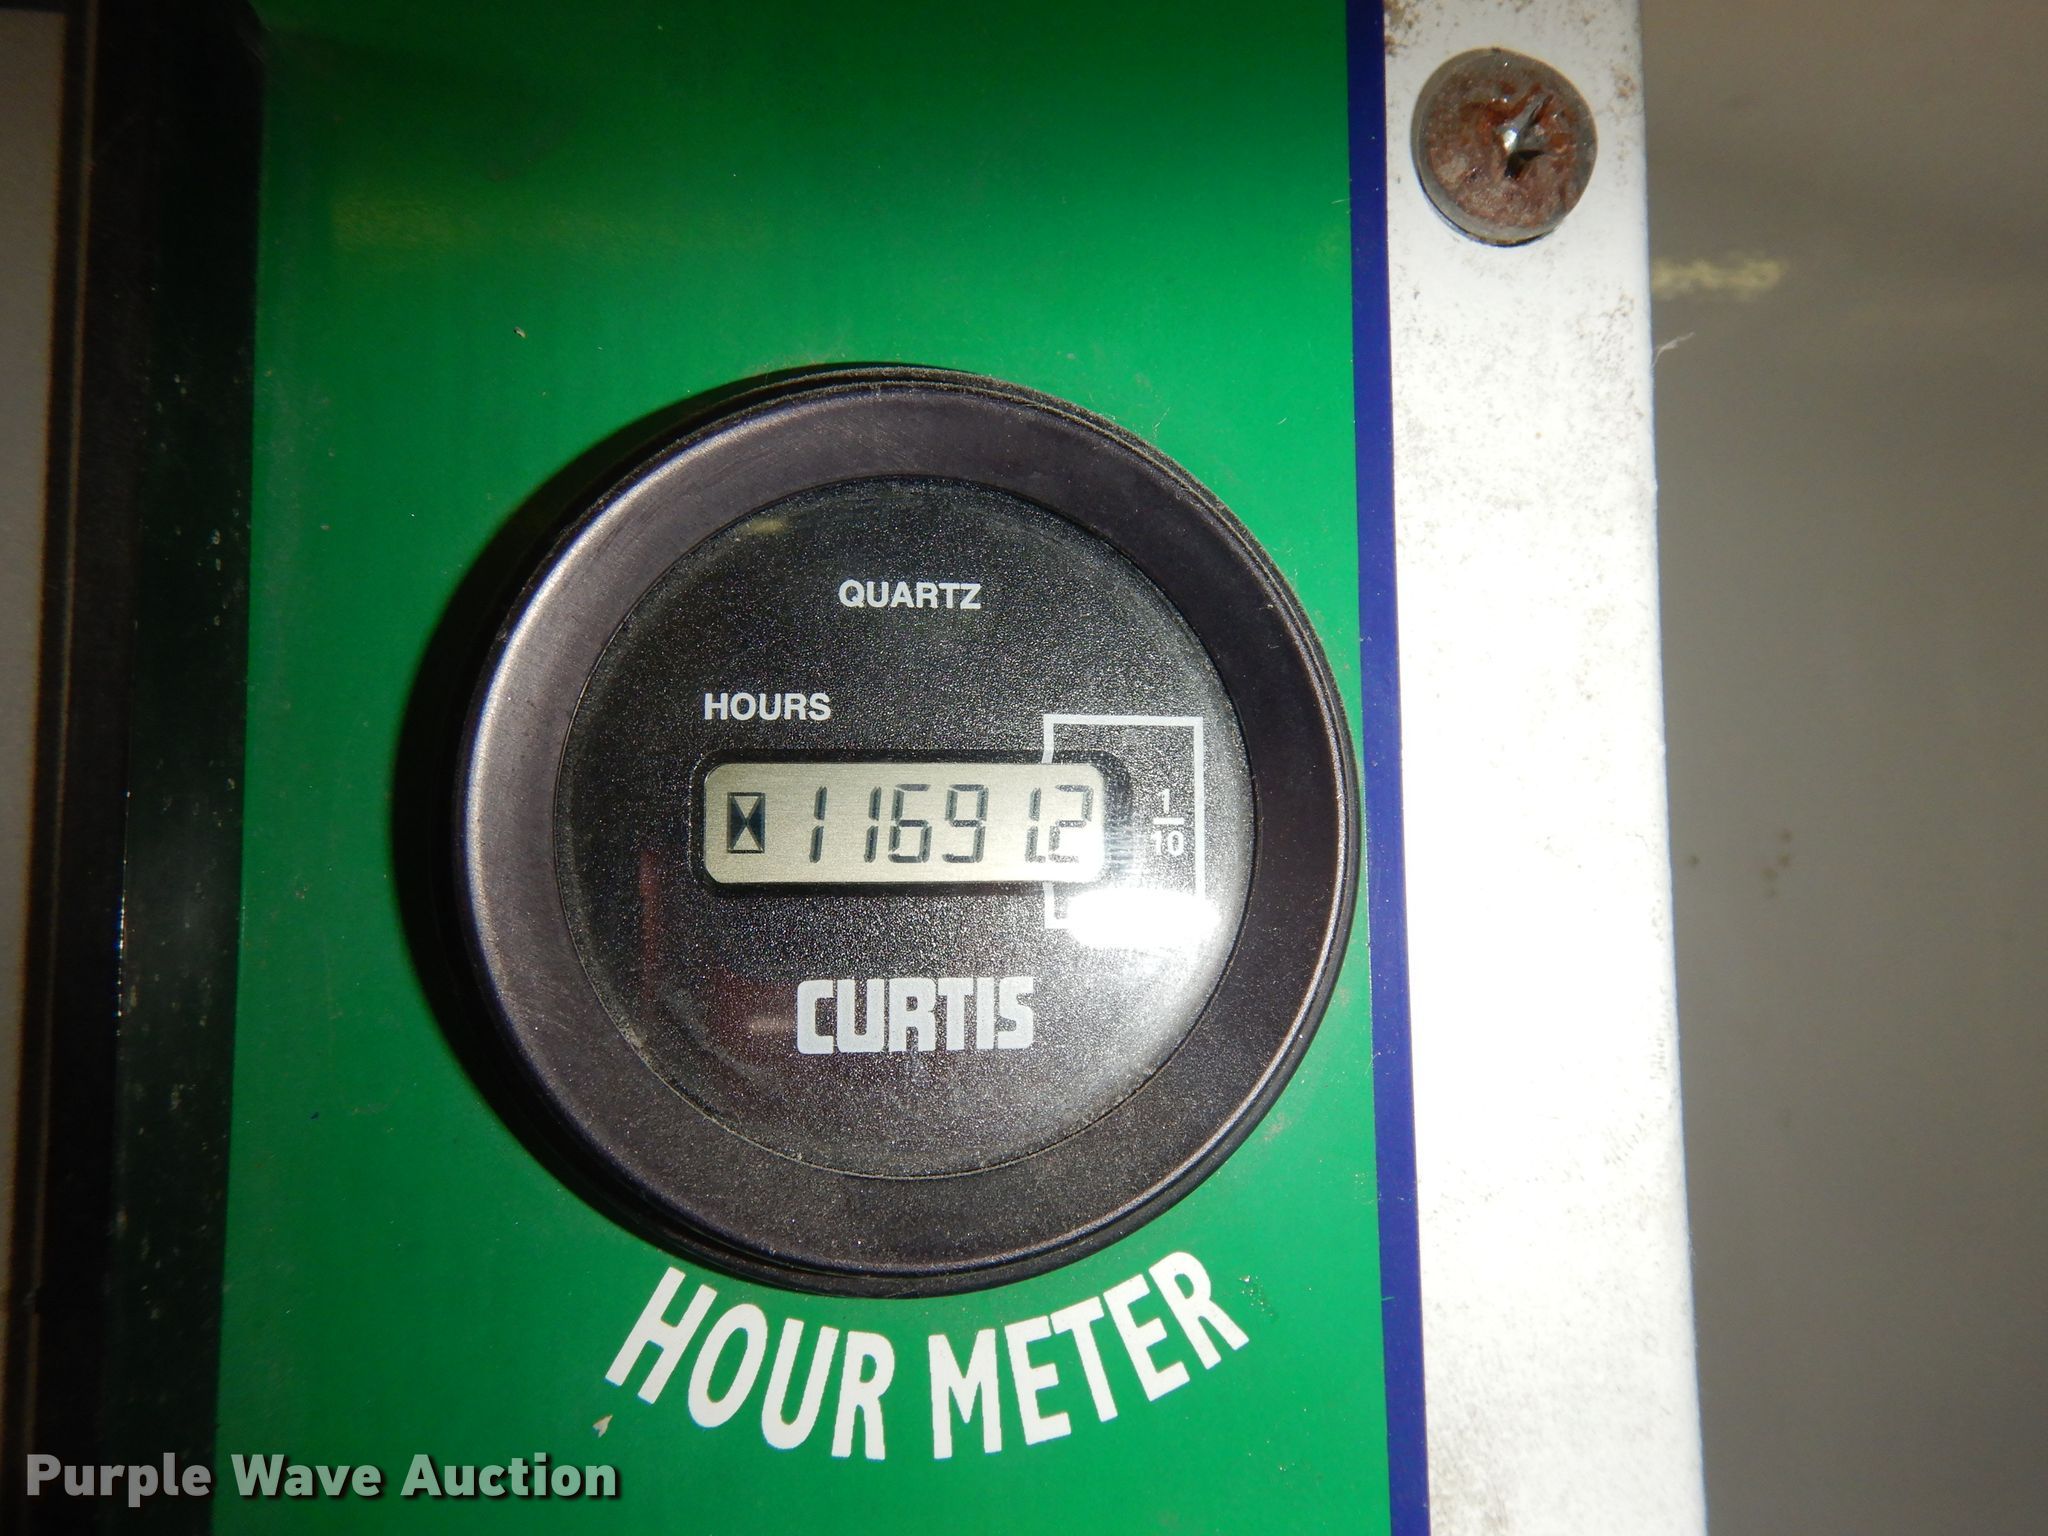 QUARTZ
HOURS
11691.2
1
10
CURTIS
HOUR METER
Purple Wave Auction